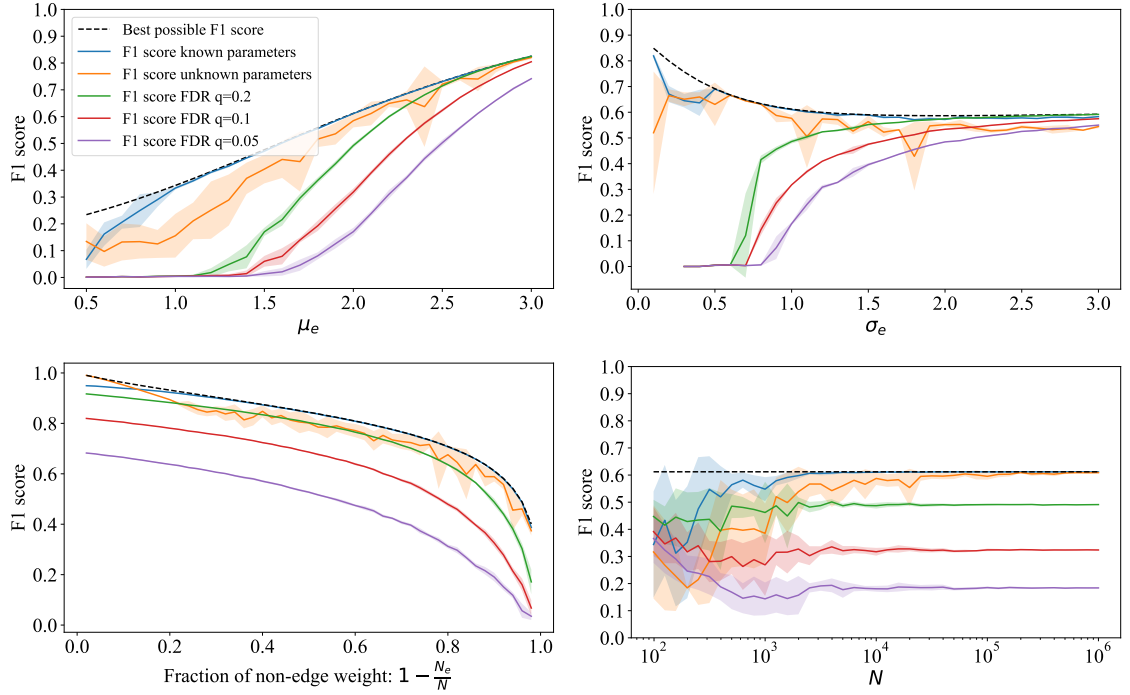 1.0
0.9
0.8
0.7
0.6
0.5
0.4
0.3
0.2
0.1
0.0
F1 score
Best possible F1 score
F1 score known parameters
F1 score unknown parameters
F1 score FDR q=0.2
F1 score FDR q=0.1
F1 score FDR q=0.05
0.5 1.0 1.5 2.0 2.5 3.0
μ_e
1.0
0.9
0.8
0.7
0.6
0.5
0.4
0.3
0.2
0.1
0.0
F1 score
0.0 0.5 1.0 1.5 2.0 2.5 3.0
σ_e
1.0
0.8
0.6
0.4
0.2
0.0
F1 score
0.0 0.2 0.4 0.6 0.8 1.0
Fraction of non-edge weight: 1 − N_e/N
1.0
0.9
0.8
0.7
0.6
0.5
0.4
0.3
0.2
0.1
0.0
F1 score
10² 10³ 10⁴ 10⁵ 10⁶
N